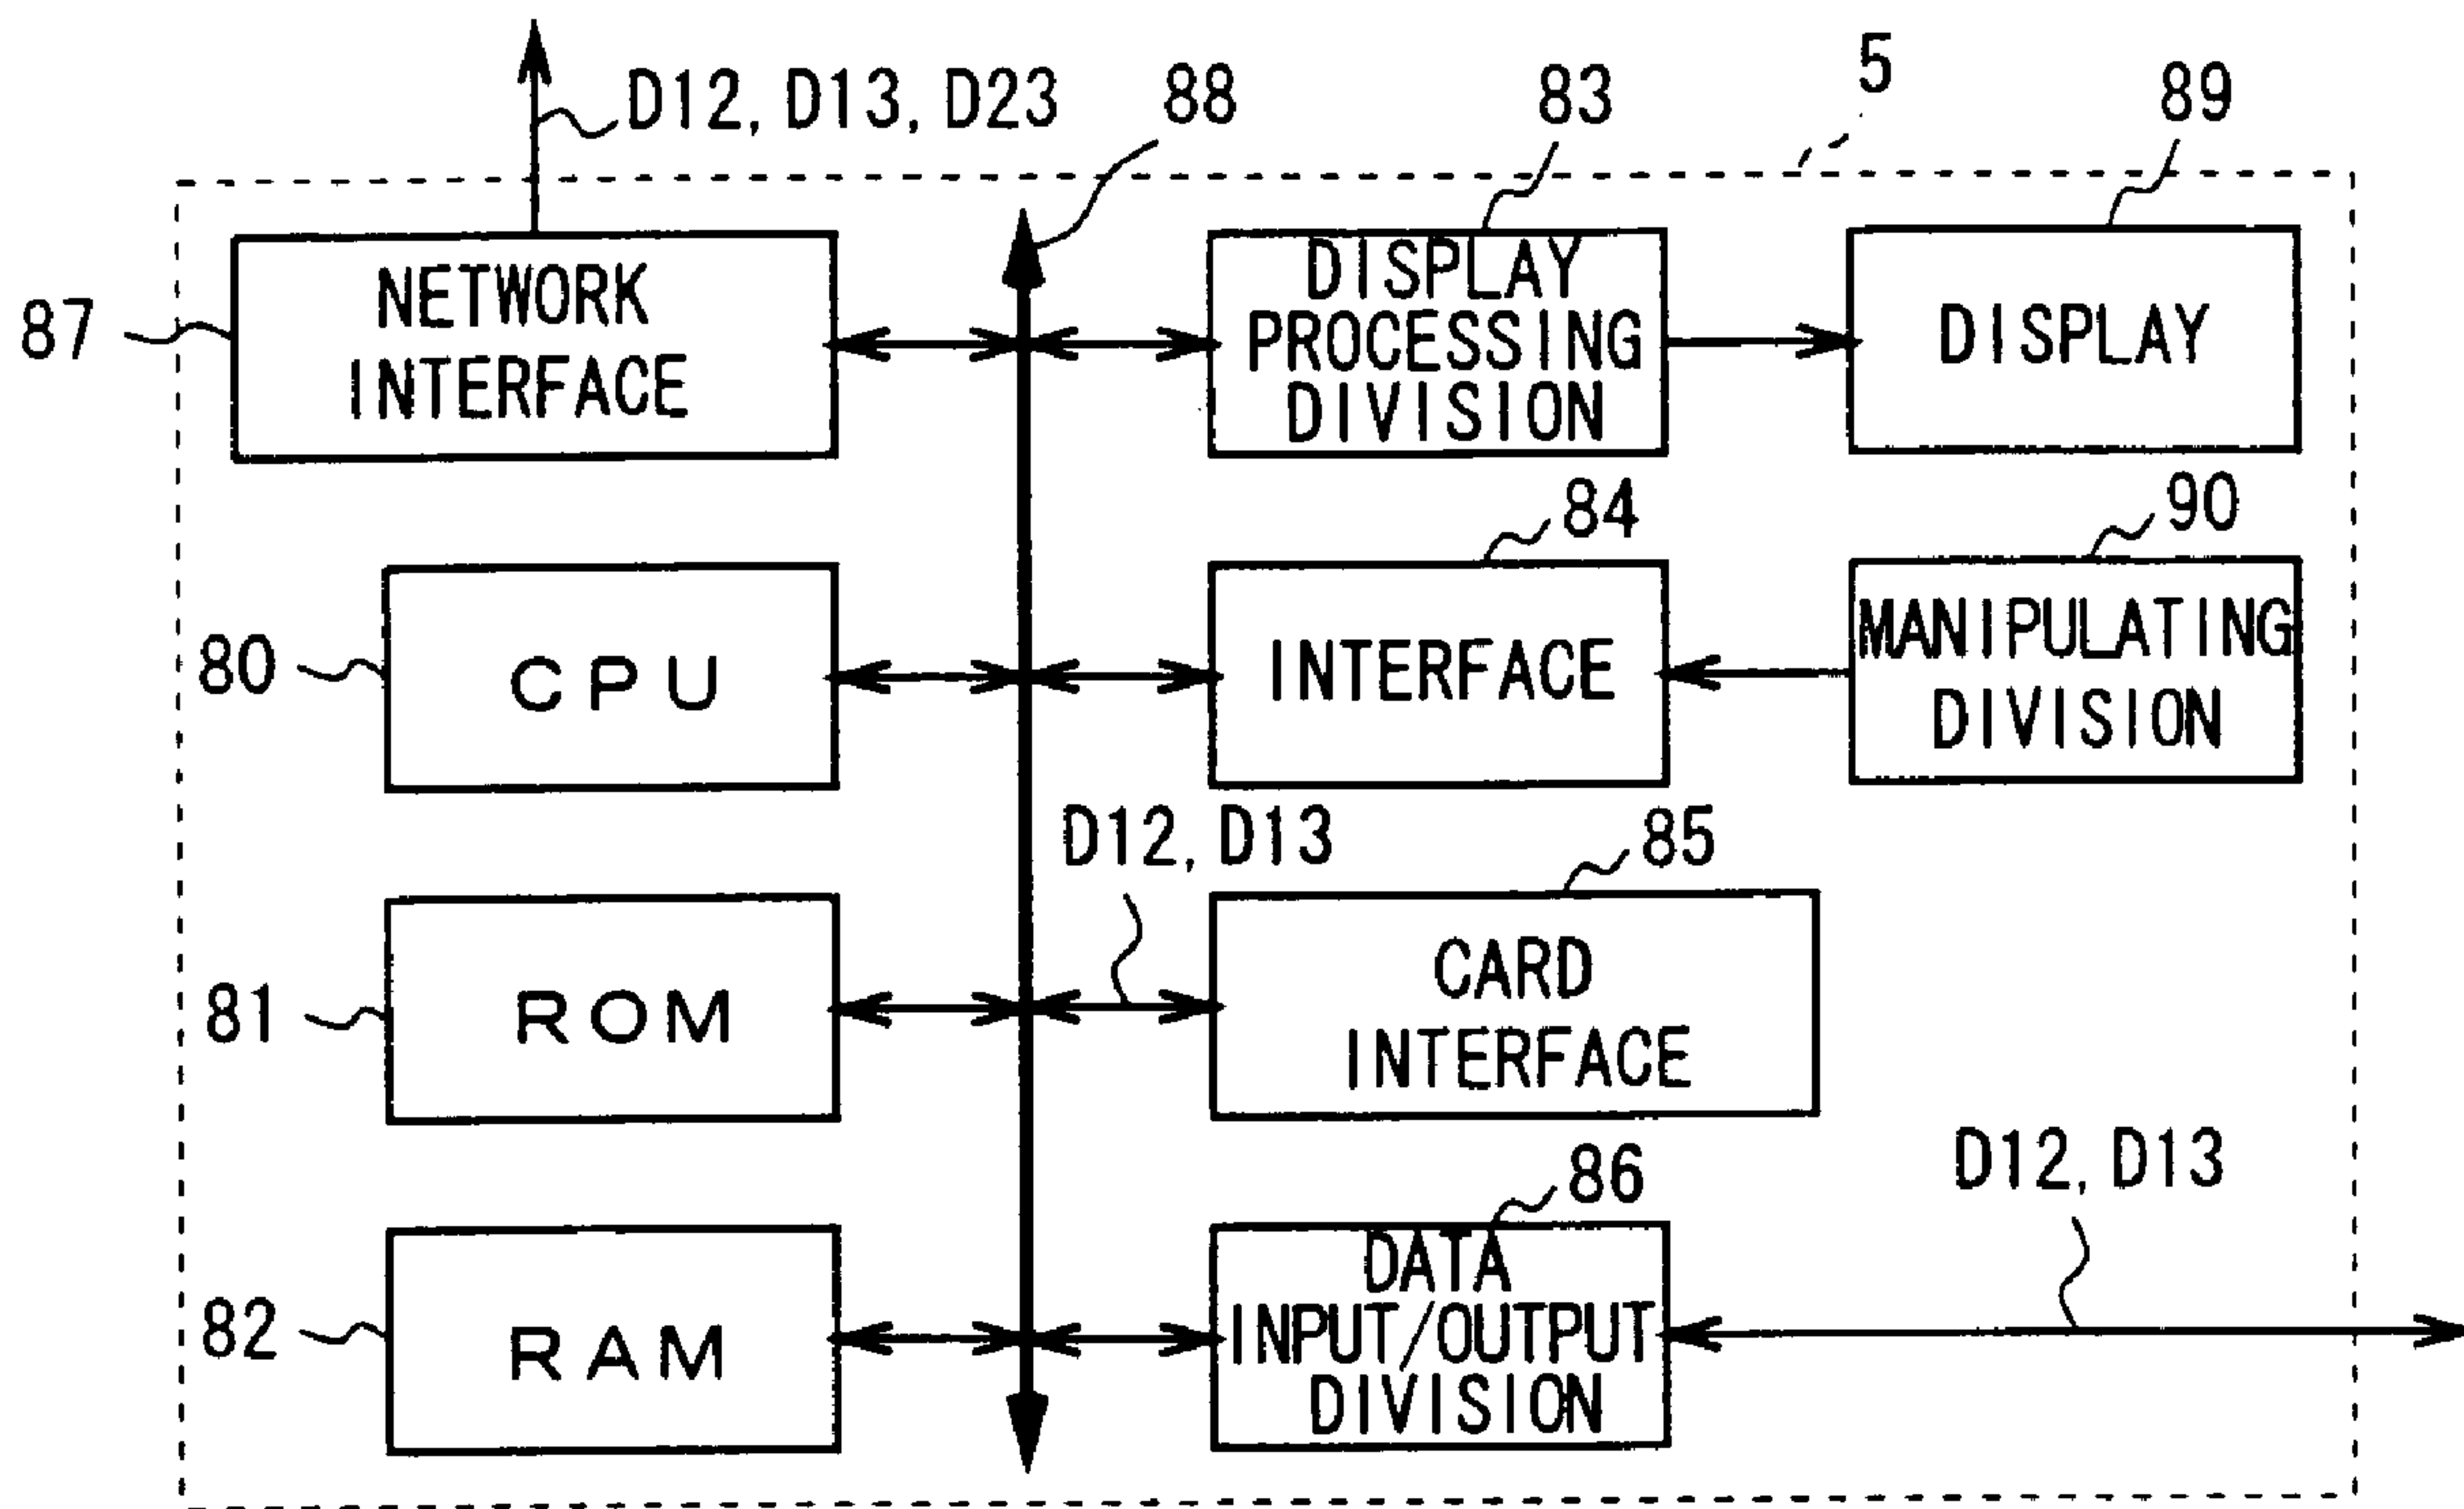 D12, D13, D23
88
83
5
89
87
NETWORK
INTERFACE
DISPLAY
PROCESSING
DIVISION
DISPLAY
84
90
80
CPU
INTERFACE
MANIPULATING
DIVISION
D12, D13
85
81
ROM
CARD
INTERFACE
86
D12, D13
82
RAM
DATA
INPUT/OUTPUT
DIVISION